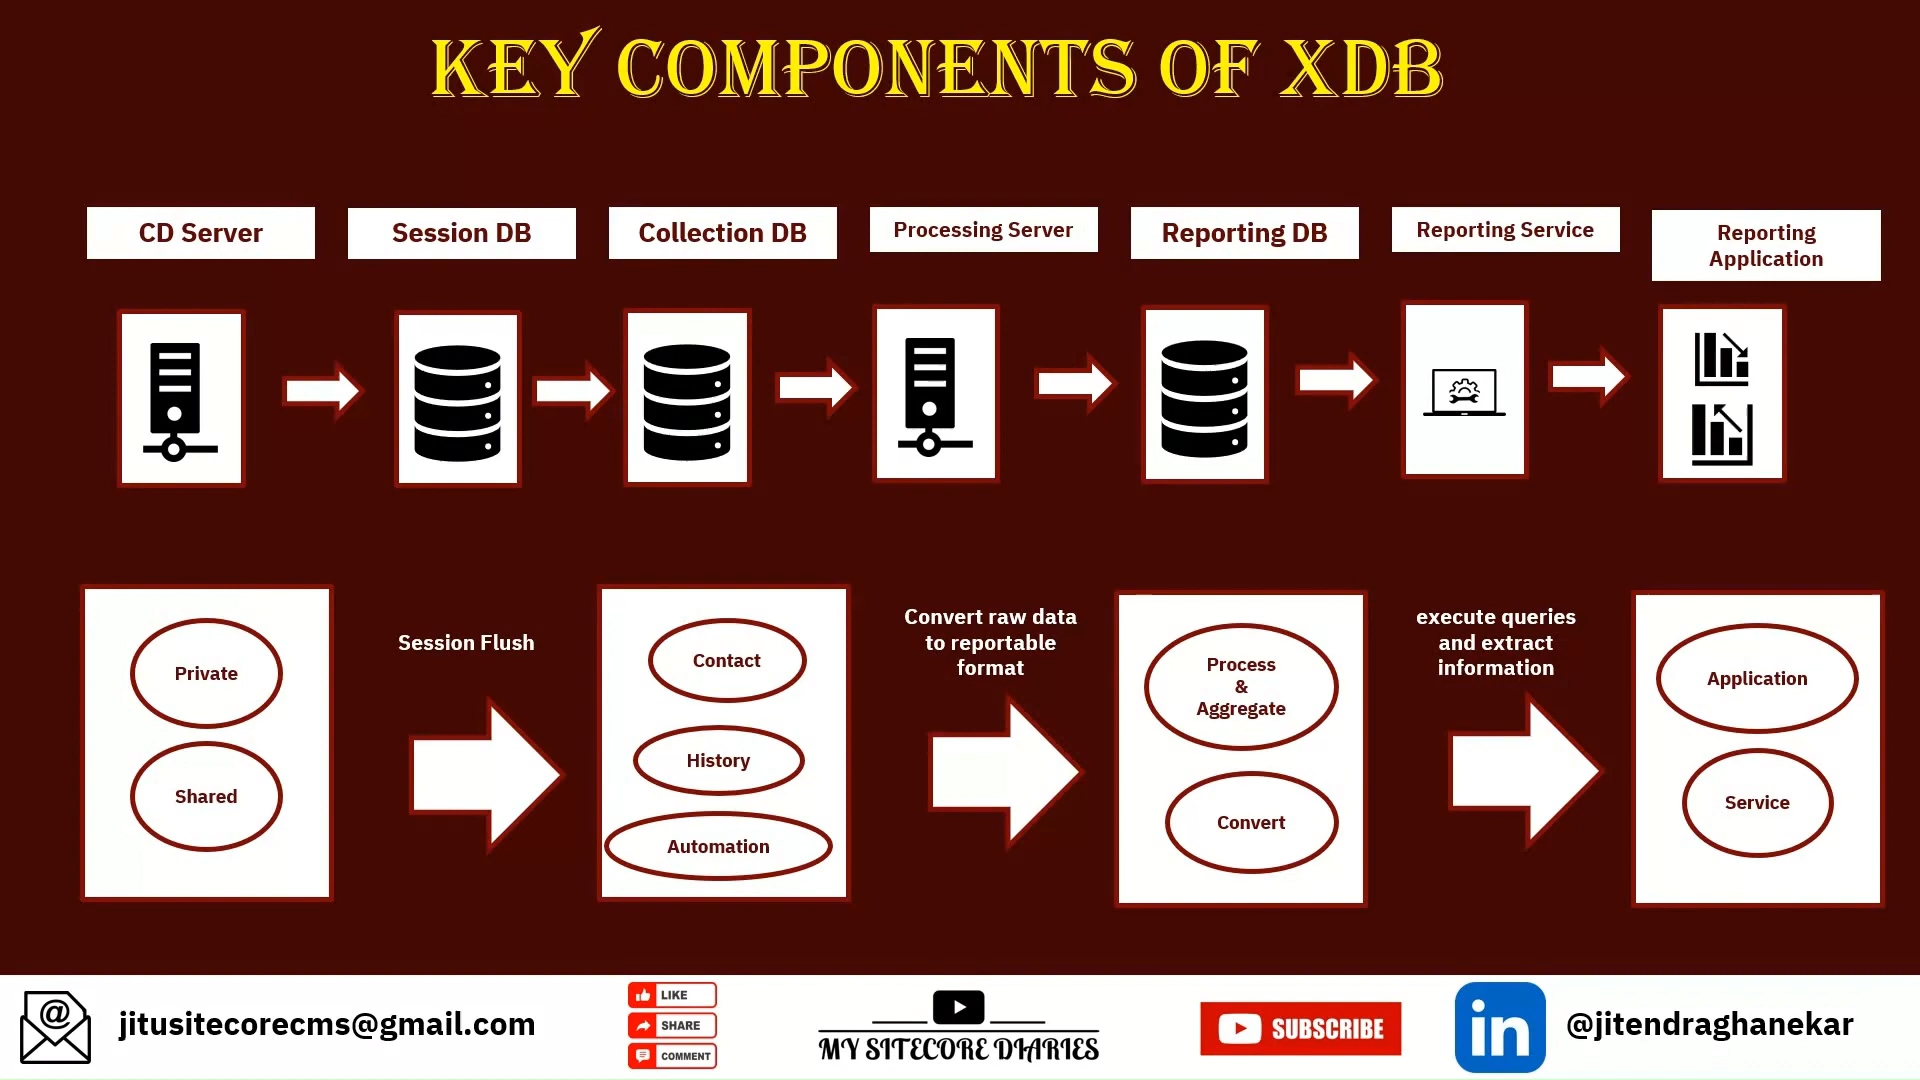 KEY COMPONENTS OF XDB
CD Server
Session DB
Collection DB
Processing Server
Reporting DB
Reporting Service
Reporting
Application
Private
Shared
Session Flush
Contact
History
Automation
Convert raw data
to reportable
format
Process
&
Aggregate
Convert
execute queries
and extract
information
Application
Service
@
jitusitecorecms@gmail.com
LIKE
SHARE
COMMENT
MY SITECORE DIARIES
SUBSCRIBE
in
@jitendraghanekar